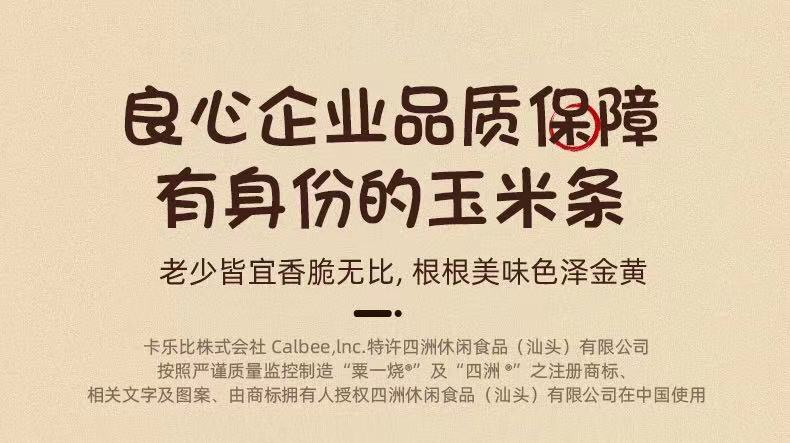 良心企业品质保障
有身份的玉米条
老少皆宜香脆无比, 根根美味色泽金黄
卡乐比株式会社 Calbee,lnc.特许四洲休闲食品（汕头）有限公司
按照严谨质量监控制造“粟一烧®”及“四洲 ®”之注册商标、
相关文字及图案、由商标拥有人授权四洲休闲食品（汕头）有限公司在中国使用